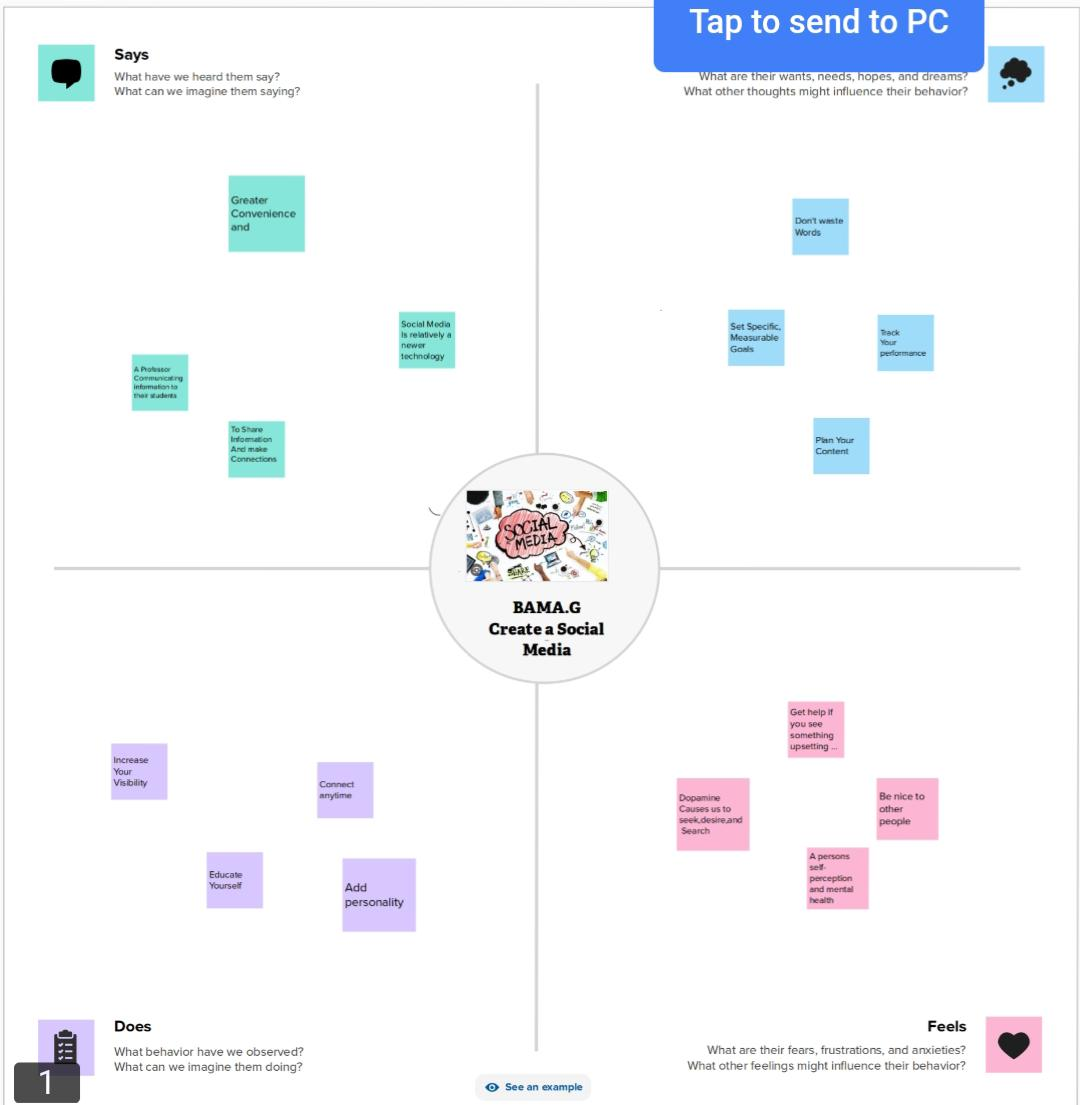 Tap to send to PC
Says
What have we heard them say?
What can we imagine them saying?
What are their wants, needs, hopes, and dreams?
What other thoughts might influence their behavior?
Greater
Convenience
and
Social Media
Is relatively a
newer
technology
A Professor
Communicating
information to
their students
To Share
Information
And make
Connections
Don't waste
Words
Set Specific,
Measurable
Goals
Track
Your
performance
Plan Your
Content
SOCIAL
MEDIA
SHARE
BAMA.G
Create a Social
Media
Increase
Your
Visibility
Connect
anytime
Educate
Yourself
Add
personality
Get help if
you see
something
upsetting ...
Dopamine
Causes us to
seek,desire,and
Search
Be nice to
other
people
A persons
self-
perception
and mental
health
Does
What behavior have we observed?
What can we imagine them doing?
Feels
What are their fears, frustrations, and anxieties?
What other feelings might influence their behavior?
1
See an example